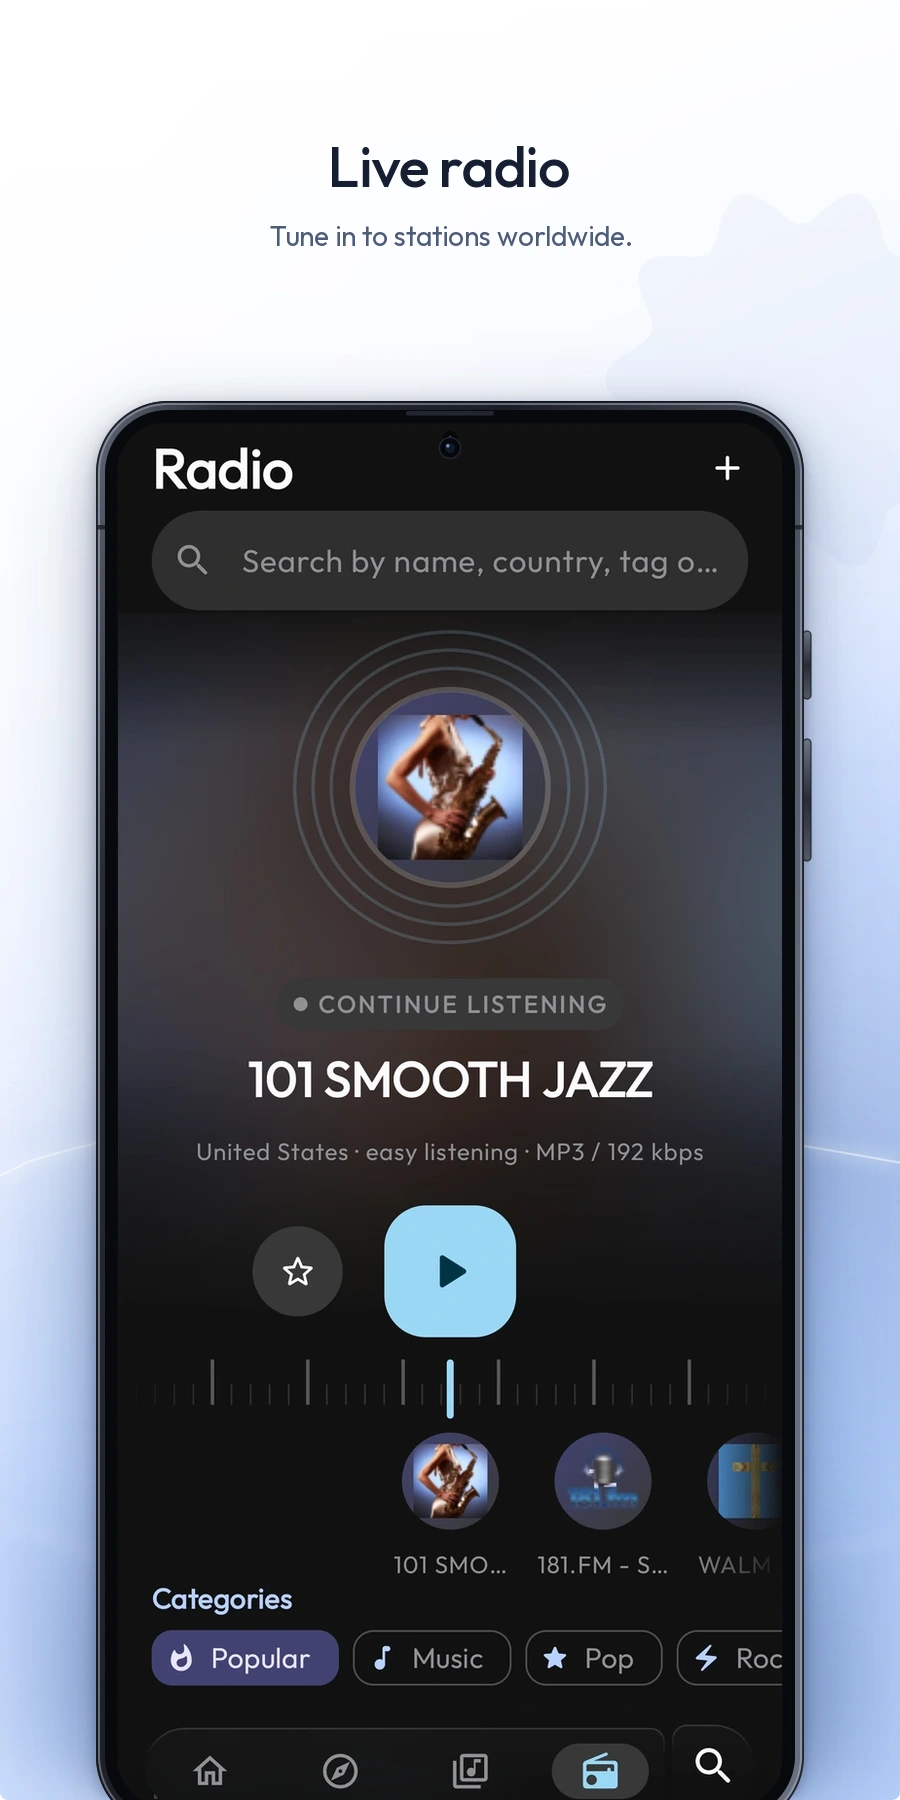 Live radio
Tune in to stations worldwide.
Radio
Search by name, country, tag o...
CONTINUE LISTENING
101 SMOOTH JAZZ
United States · easy listening · MP3 / 192 kbps
101 SMO... 181.FM - S... WALM
Categories
Popular Music Pop Roc